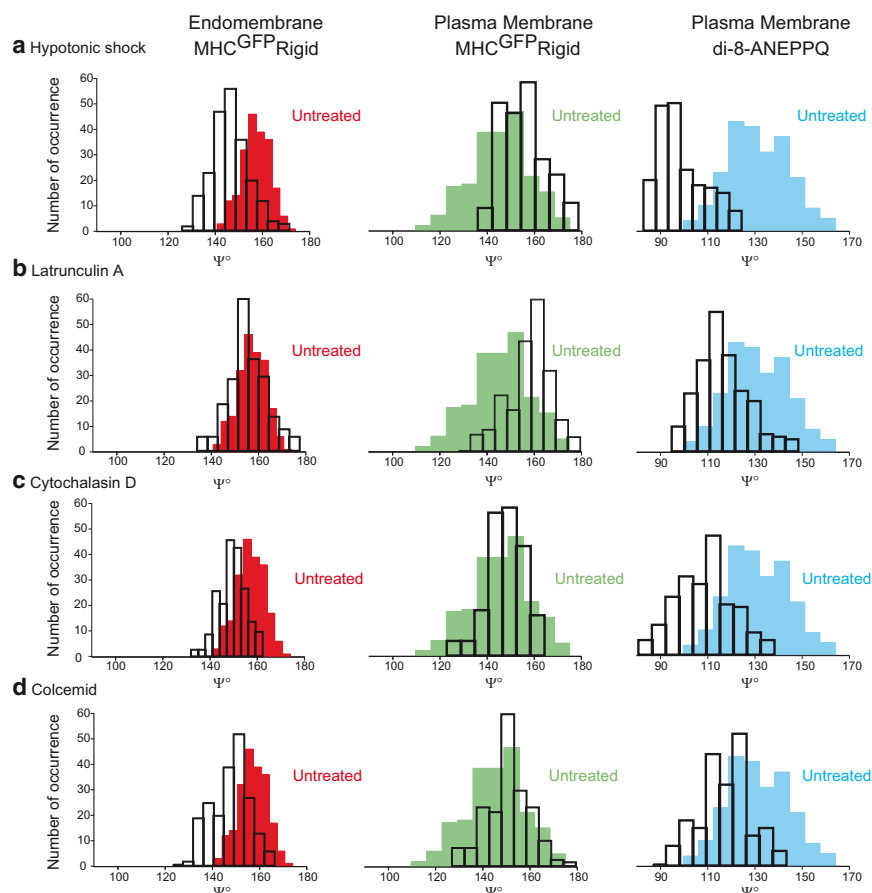 Endomembrane
MHCGFPRigid
Plasma Membrane
MHCGFPRigid
Plasma Membrane
di-8-ANEPPQ
a Hypotonic shock
Number of occurrence
60
50
40
30
20
10
0
Untreated
100 120 140 160 180
Ψ°
Untreated
100 120 140 160 180
Ψ°
Untreated
90 110 130 150 170
Ψ°
b Latrunculin A
Number of occurrence
60
50
40
30
20
10
0
Untreated
100 120 140 160 180
Ψ°
Untreated
100 120 140 160 180
Ψ°
Untreated
90 110 130 150 170
Ψ°
c Cytochalasin D
Number of occurrence
60
50
40
30
20
10
0
Untreated
100 120 140 160 180
Ψ°
Untreated
100 120 140 160 180
Ψ°
Untreated
90 110 130 150 170
Ψ°
d Colcemid
Number of occurrence
60
50
40
30
20
10
0
Untreated
100 120 140 160 180
Ψ°
Untreated
100 120 140 160 180
Ψ°
Untreated
90 110 130 150 170
Ψ°